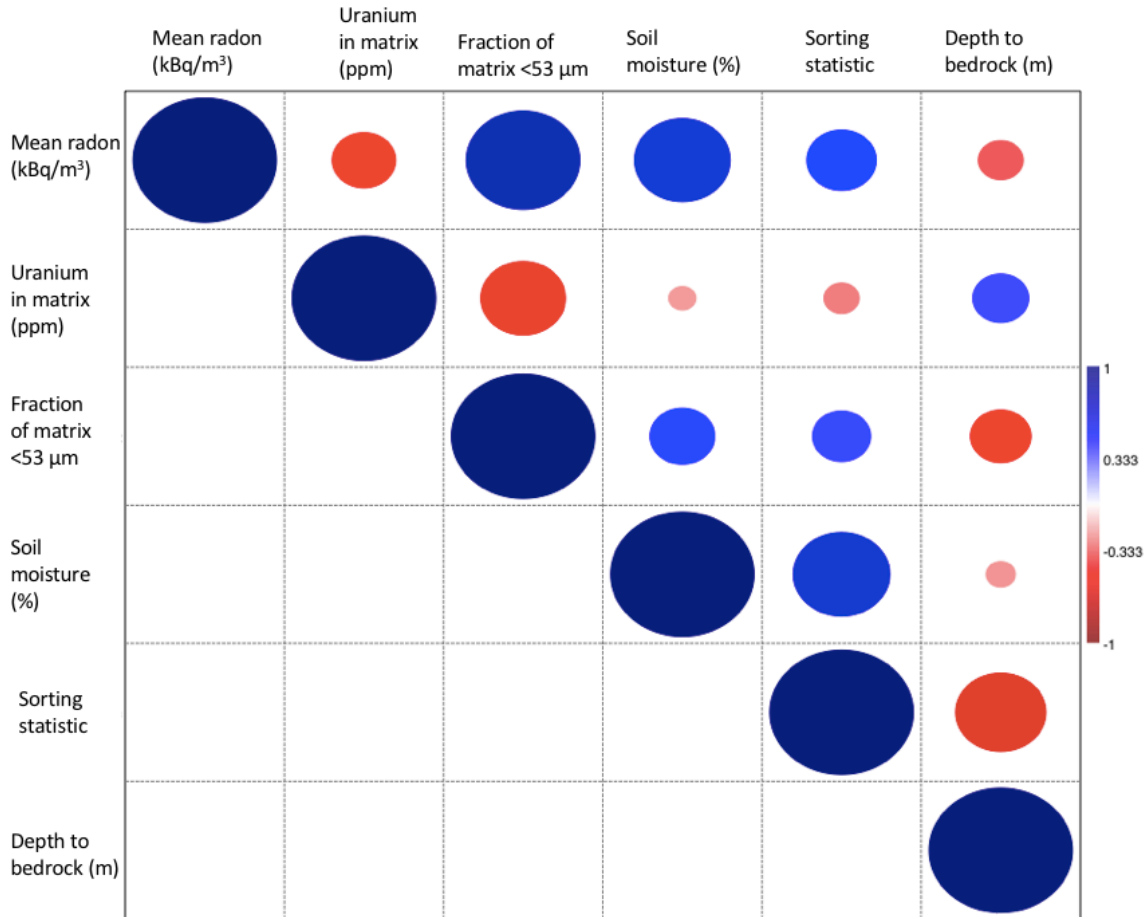 Mean radon
(kBq/m³)
Uranium
in matrix
(ppm)
Fraction of
matrix <53 µm
Soil
moisture (%)
Sorting
statistic
Depth to
bedrock (m)
Mean radon
(kBq/m³)
Uranium
in matrix
(ppm)
Fraction
of matrix
<53 µm
Soil
moisture
(%)
Sorting
statistic
Depth to
bedrock (m)
1
0.333
-0.333
-1